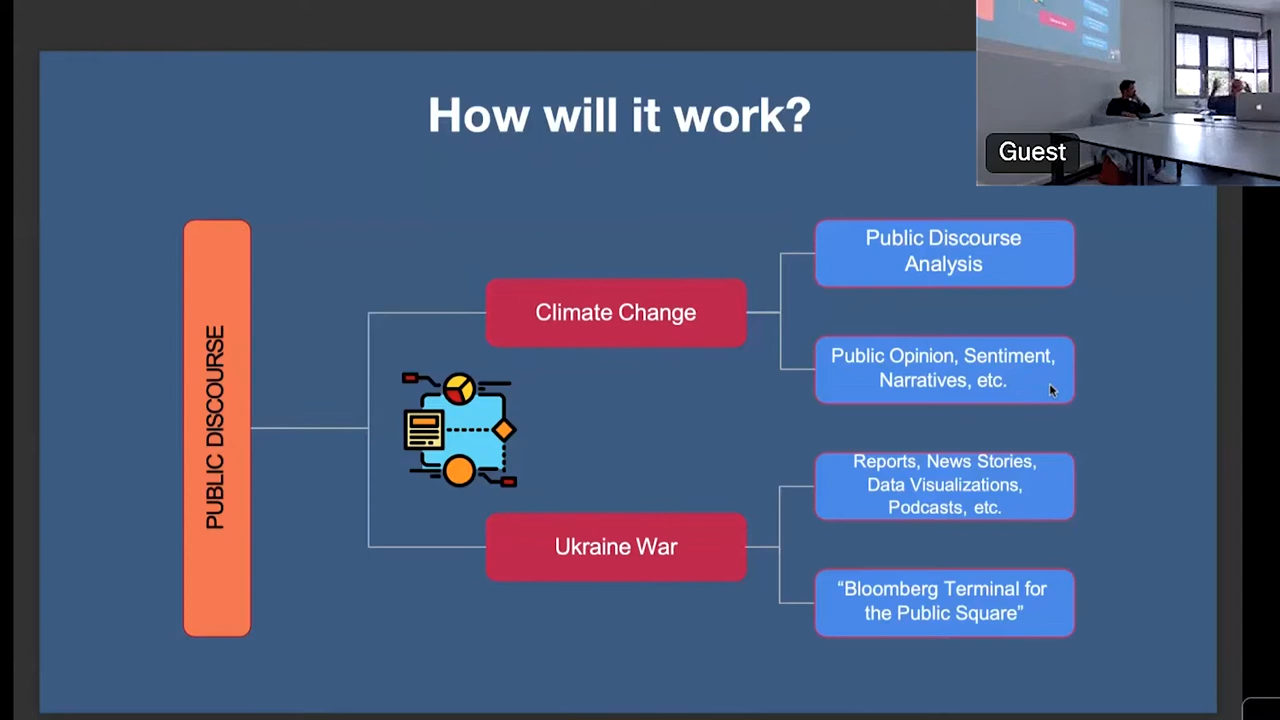 How will it work?
Guest
PUBLIC DISCOURSE
Climate Change
Ukraine War
Public Discourse
Analysis
Public Opinion, Sentiment,
Narratives, etc.
Reports, News Stories,
Data Visualizations,
Podcasts, etc.
“Bloomberg Terminal for
the Public Square”